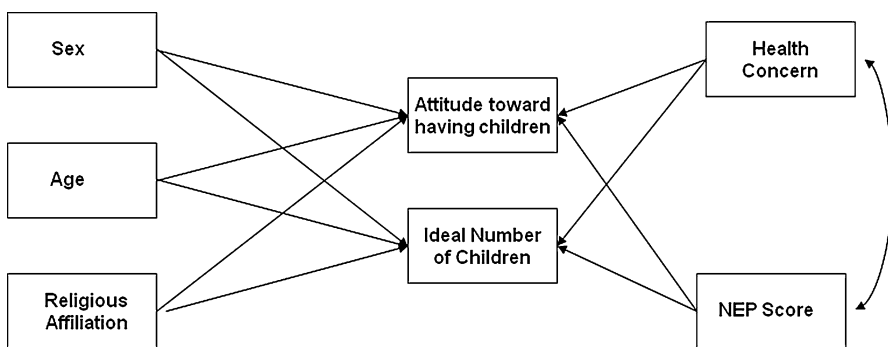 Sex
Age
Religious
Affiliation
Attitude toward
having children
Ideal Number
of Children
Health
Concern
NEP Score